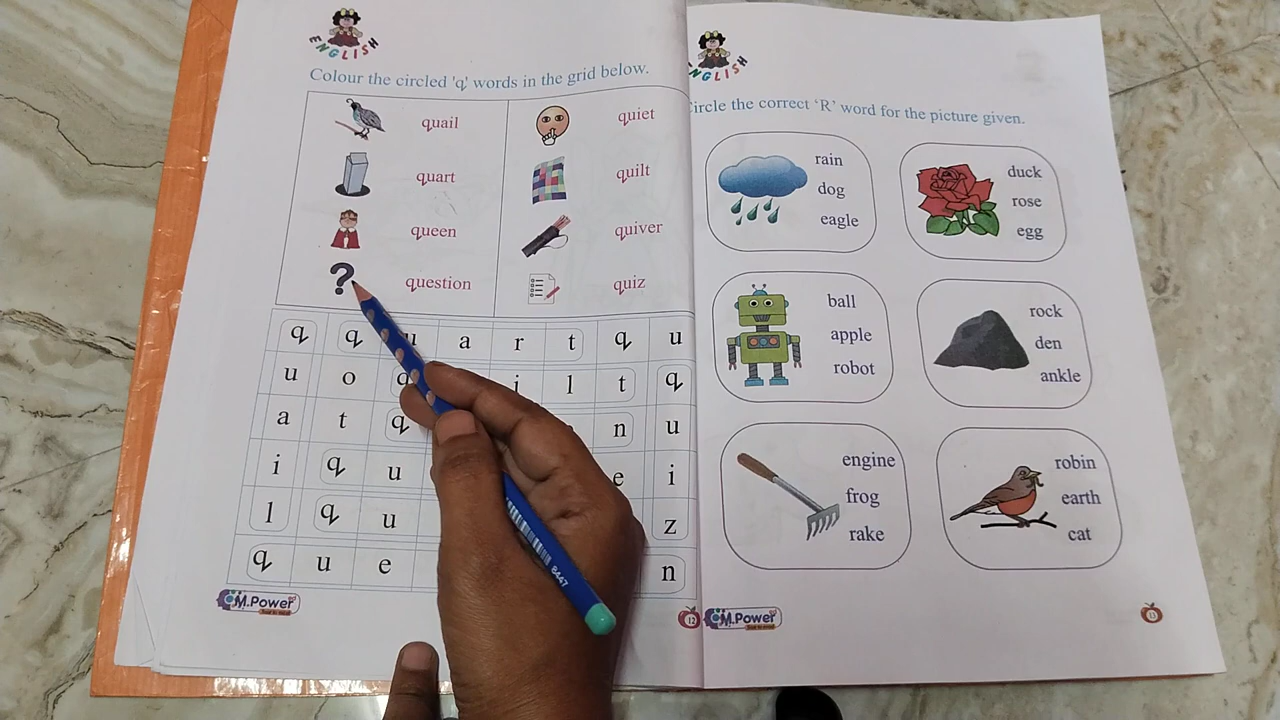 ENGLISH
Colour the circled 'q' words in the grid below.
quail
quiet
quart
quilt
queen
quiver
question
quiz
q q u a r t q u
u o q i l t q
a t q n u
i q u e i
l q u z
q u e n
M.Power
12
8447
ENGLISH
Circle the correct 'R' word for the picture given.
rain
dog
eagle
duck
rose
egg
ball
apple
robot
rock
den
ankle
engine
frog
rake
robin
earth
cat
M.Power
13